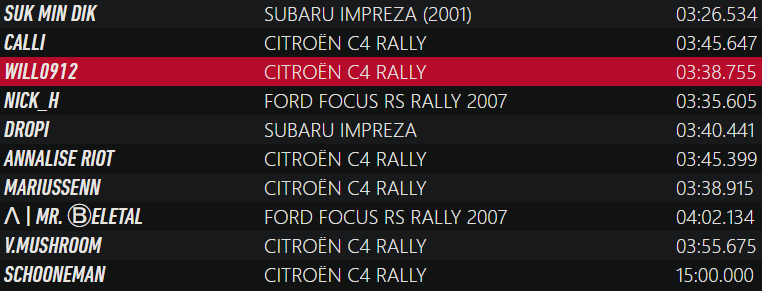 SUK MIN DIK SUBARU IMPREZA (2001) 03:26.534
CALLI CITROËN C4 RALLY 03:45.647
WILL0912 CITROËN C4 RALLY 03:38.755
NICK_H FORD FOCUS RS RALLY 2007 03:35.605
DROPI SUBARU IMPREZA 03:40.441
ANNALISE RIOT CITROËN C4 RALLY 03:45.399
MARIUSSENN CITROËN C4 RALLY 03:38.915
Λ | MR. ⒷELETAL FORD FOCUS RS RALLY 2007 04:02.134
V.MUSHROOM CITROËN C4 RALLY 03:55.675
SCHOONEMAN CITROËN C4 RALLY 15:00.000